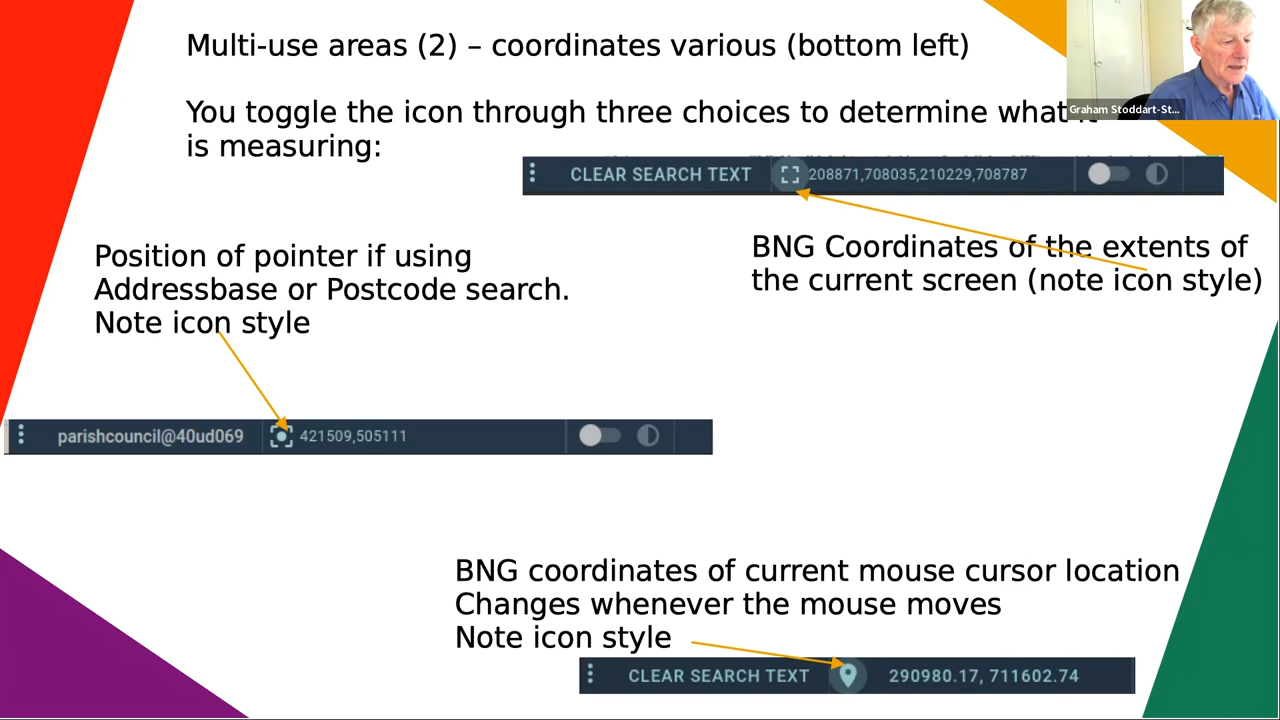 Multi-use areas (2) – coordinates various (bottom left)
Graham Stoddart-St...
You toggle the icon through three choices to determine what it
is measuring:
CLEAR SEARCH TEXT 208871,708035,210229,708787
BNG Coordinates of the extents of
the current screen (note icon style)
Position of pointer if using
Addressbase or Postcode search.
Note icon style
parishcouncil@40ud069 421509,505111
BNG coordinates of current mouse cursor location
Changes whenever the mouse moves
Note icon style
CLEAR SEARCH TEXT 290980.17, 711602.74